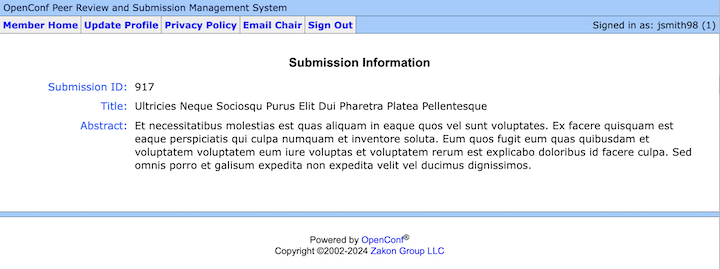 OpenConf Peer Review and Submission Management System
Member Home Update Profile Privacy Policy Email Chair Sign Out Signed in as: jsmith98 (1)
Submission Information
Submission ID: 917
Title: Ultricies Neque Sociosqu Purus Elit Dui Pharetra Platea Pellentesque
Abstract: Et necessitatibus molestias est quas aliquam in eaque quos vel sunt voluptates. Ex facere quisquam est
eaque perspiciatis qui culpa numquam et inventore soluta. Eum quos fugit eum quas quibusdam et
voluptatem voluptatem eum iure voluptas et voluptatem rerum est explicabo doloribus id facere culpa. Sed
omnis porro et galisum expedita non expedita velit vel ducimus dignissimos.
Powered by OpenConf®
Copyright ©2002-2024 Zakon Group LLC